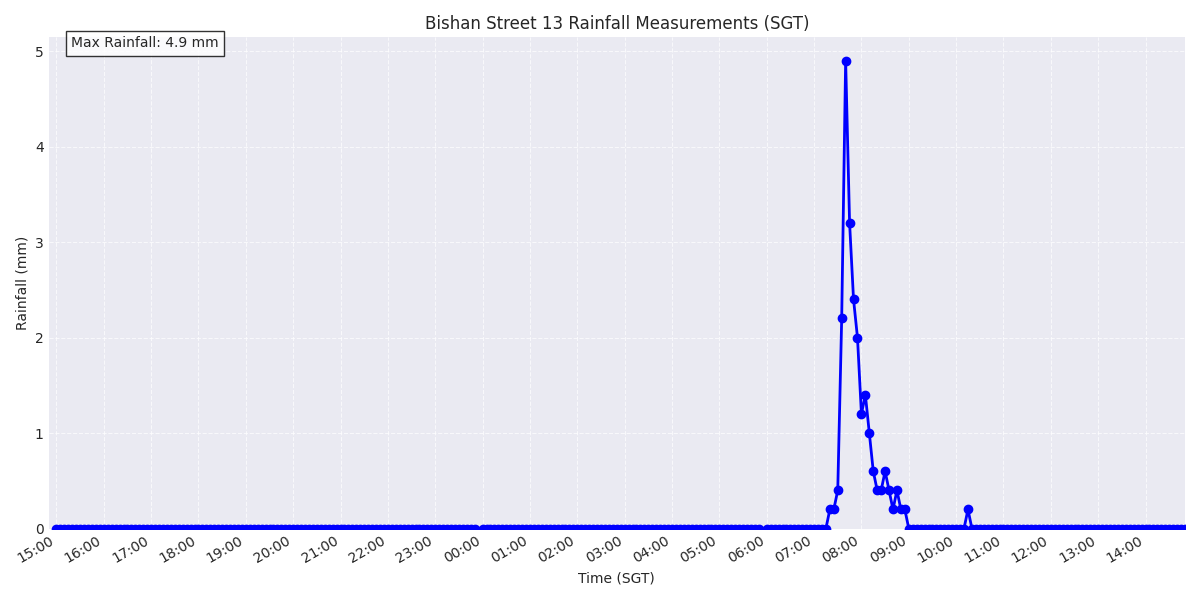 Bishan Street 13 Rainfall Measurements (SGT)
Max Rainfall: 4.9 mm
Rainfall (mm)
5
4
3
2
1
0
15:00 16:00 17:00 18:00 19:00 20:00 21:00 22:00 23:00 00:00 01:00 02:00 03:00 04:00 05:00 06:00 07:00 08:00 09:00 10:00 11:00 12:00 13:00 14:00
Time (SGT)